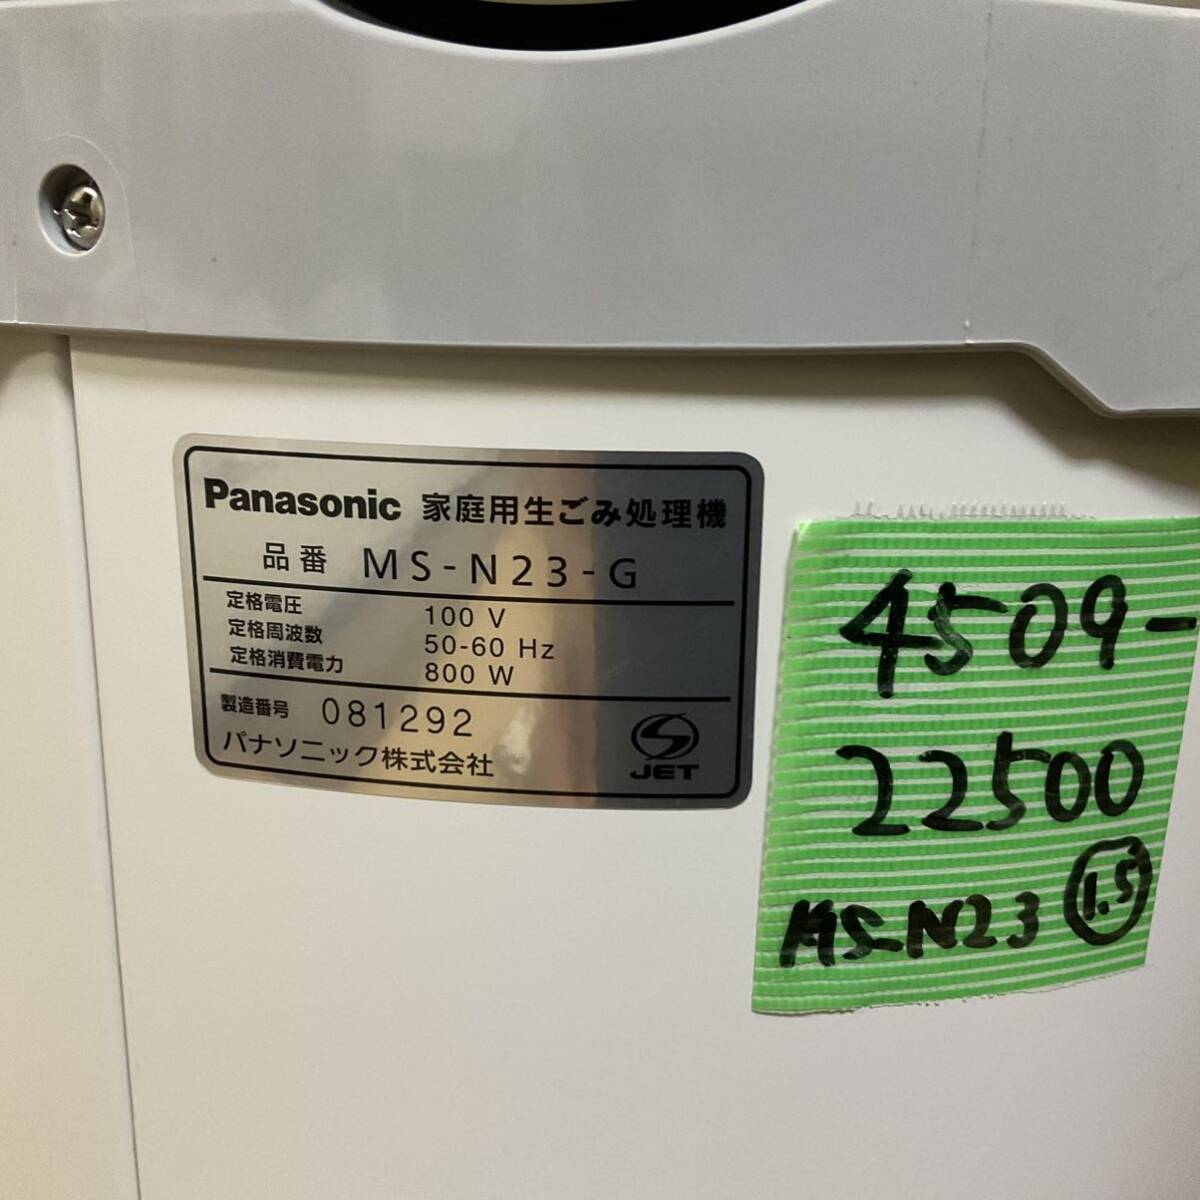 Panasonic 家庭用生ごみ処理機
品番 MS-N23-G
定格電圧 100 V
定格周波数 50-60 Hz
定格消費電力 800 W
製造番号 081292
パナソニック株式会社
JET
4509-
22500
MS-N23 1.5